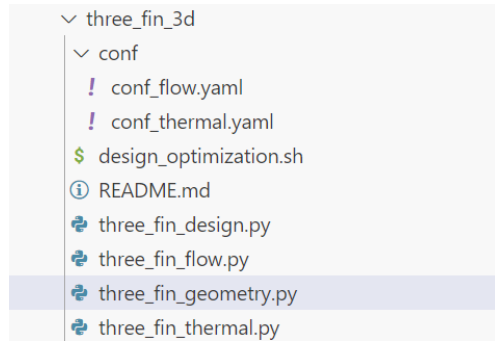 three_fin_3d
conf
! conf_flow.yaml
! conf_thermal.yaml
$ design_optimization.sh
README.md
three_fin_design.py
three_fin_flow.py
three_fin_geometry.py
three_fin_thermal.py